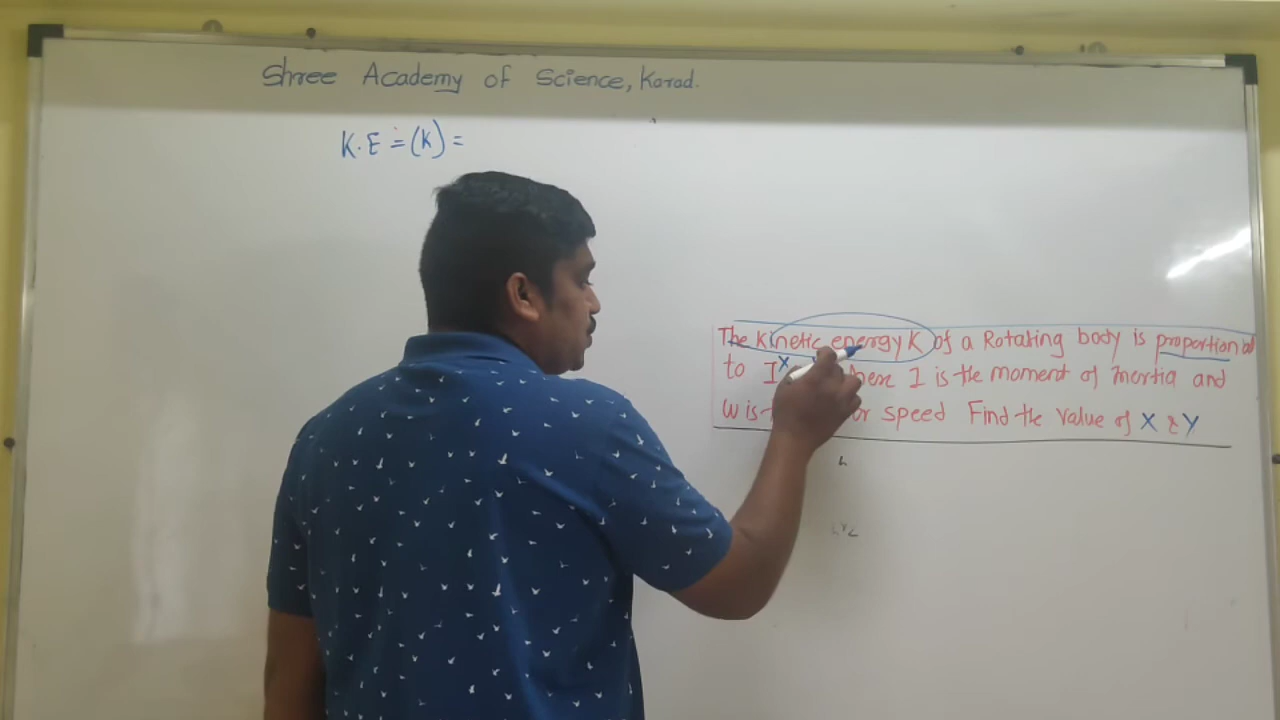 Shree Academy of Science, Karad.
K.E = (K) =
The Kinetic energy K of a Rotating body is proportional
to I^X here I is the moment of Inertia and
W is speed Find the value of X & Y